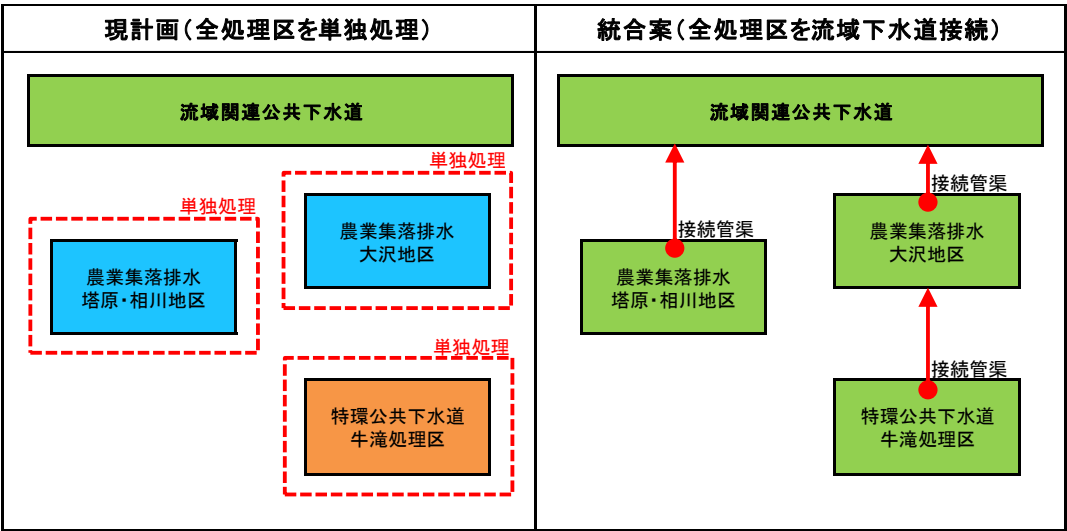 現計画（全処理区を単独処理）
流域関連公共下水道
単独処理
農業集落排水
大沢地区
単独処理
農業集落排水
塔原・相川地区
単独処理
特環公共下水道
牛滝処理区
統合案（全処理区を流域下水道接続）
流域関連公共下水道
接続管渠
農業集落排水
大沢地区
接続管渠
農業集落排水
塔原・相川地区
接続管渠
特環公共下水道
牛滝処理区